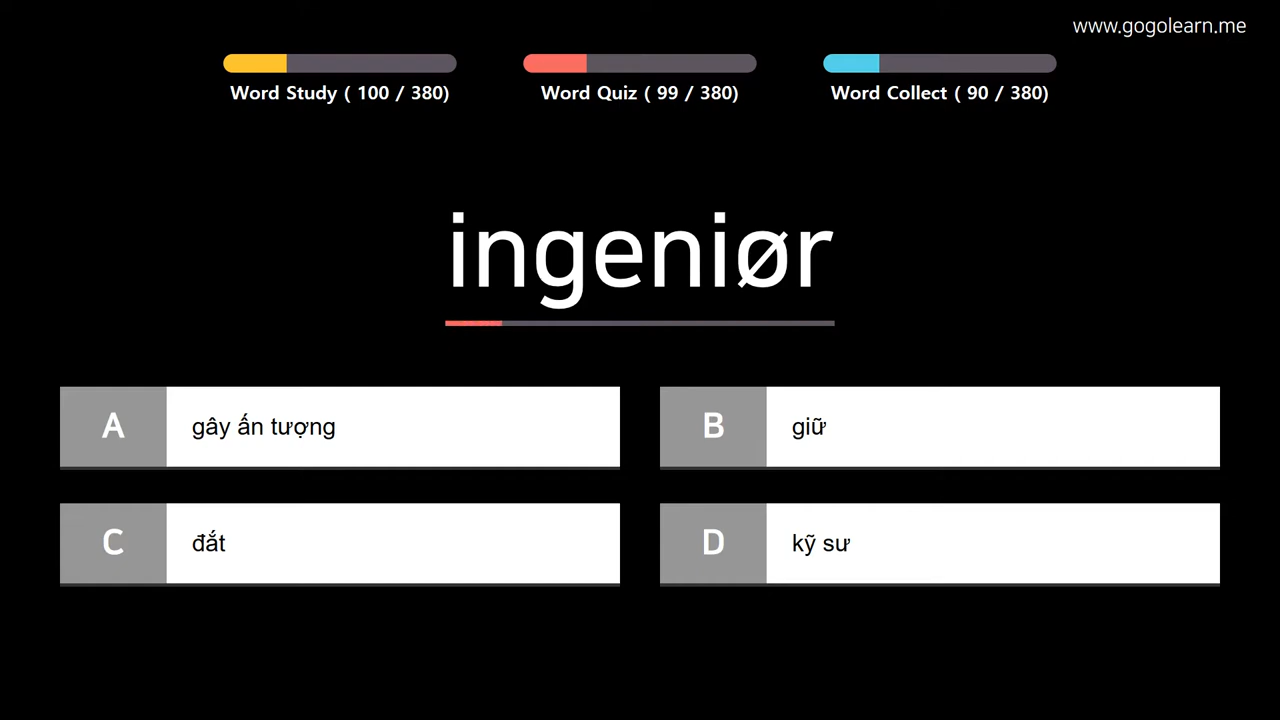 www.gogolearn.me
Word Study ( 100 / 380)
Word Quiz ( 99 / 380)
Word Collect ( 90 / 380)
ingeniør
A
gây ấn tượng
B
giữ
C
đắt
D
kỹ sư